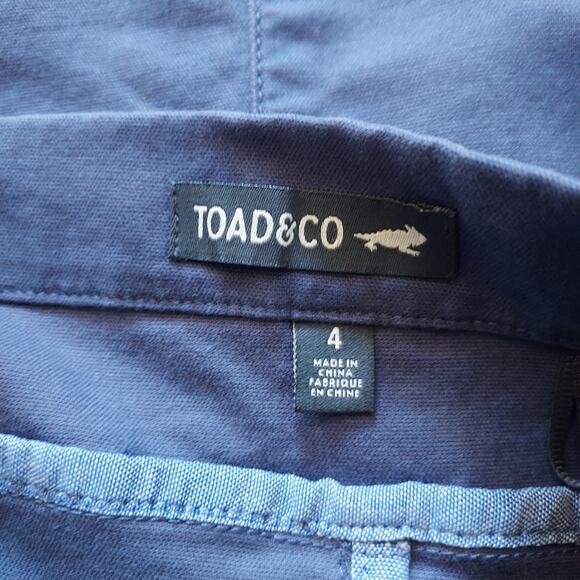 TOAD&CO
4
MADE IN
CHINA
FABRIQUE
EN CHINE